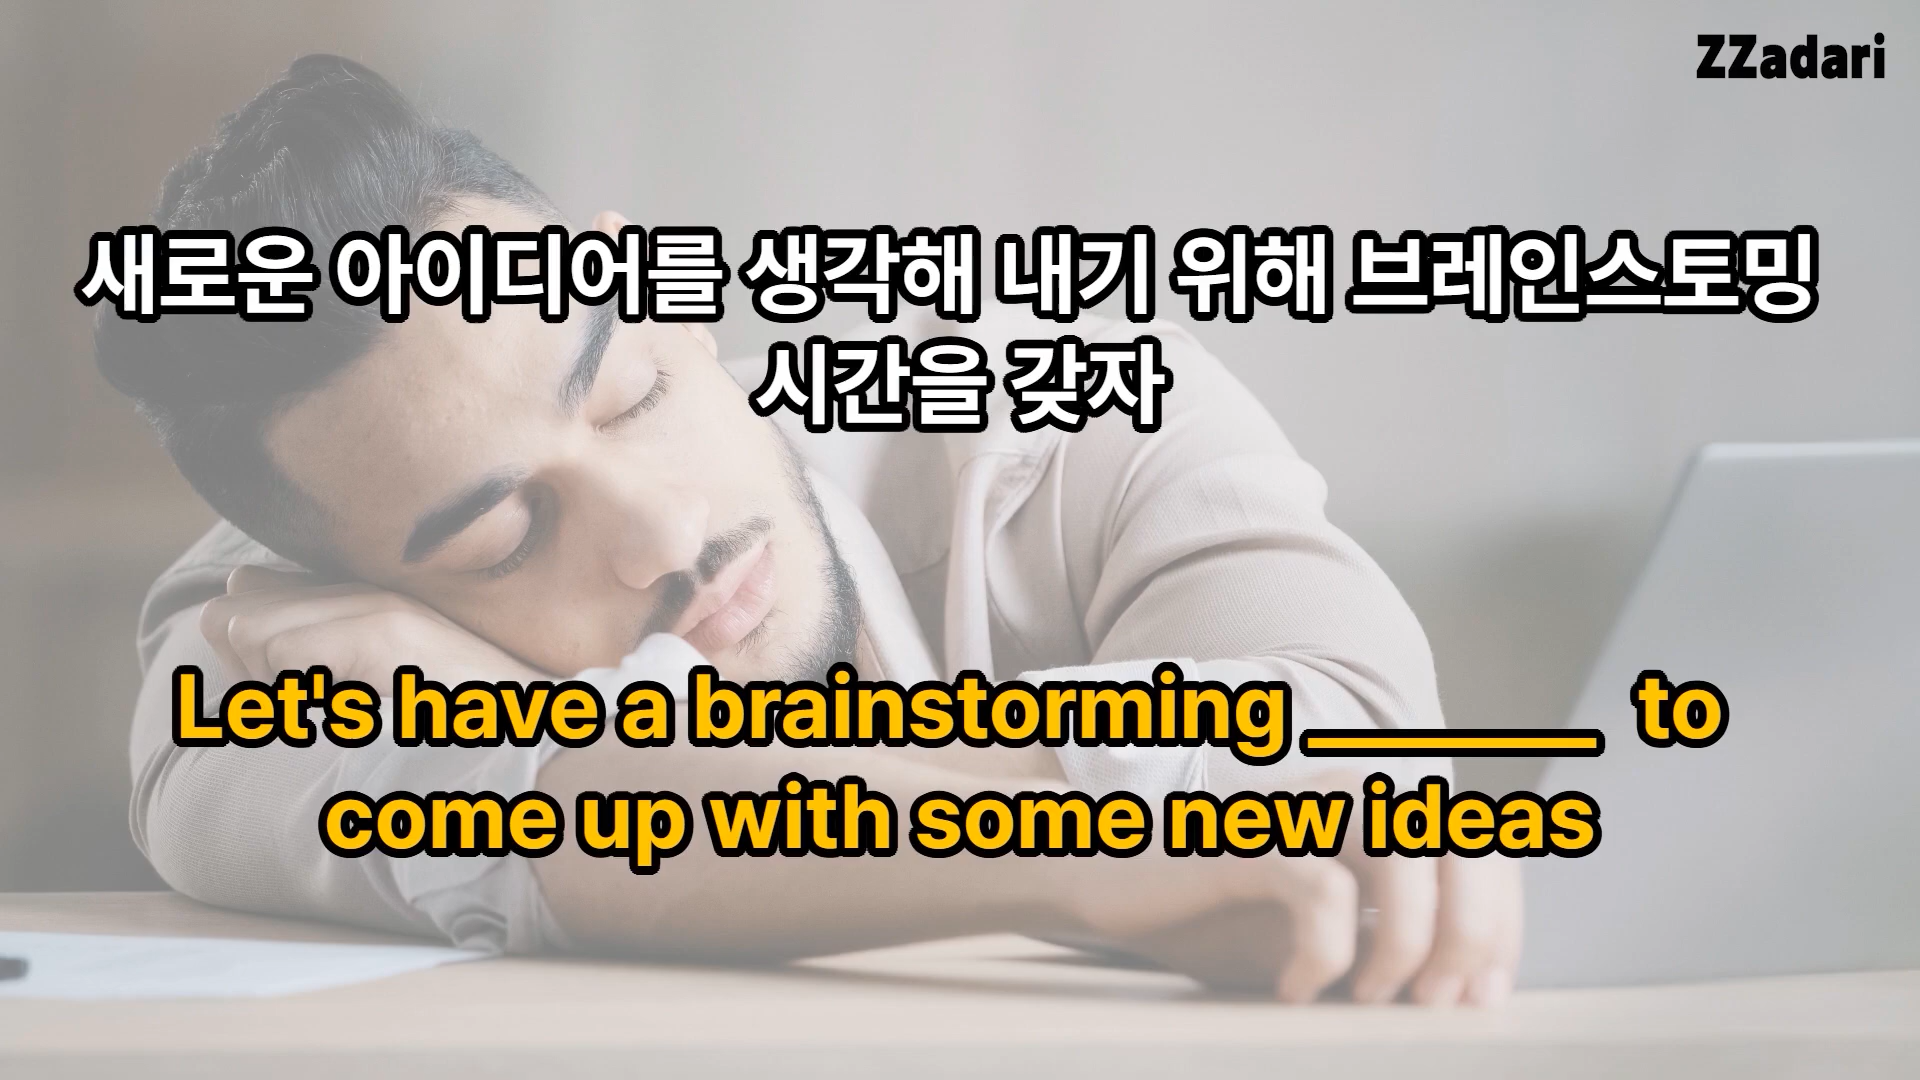 ZZadari
새로운 아이디어를 생각해 내기 위해 브레인스토밍
시간을 갖자
Let's have a brainstorming ______ to
come up with some new ideas